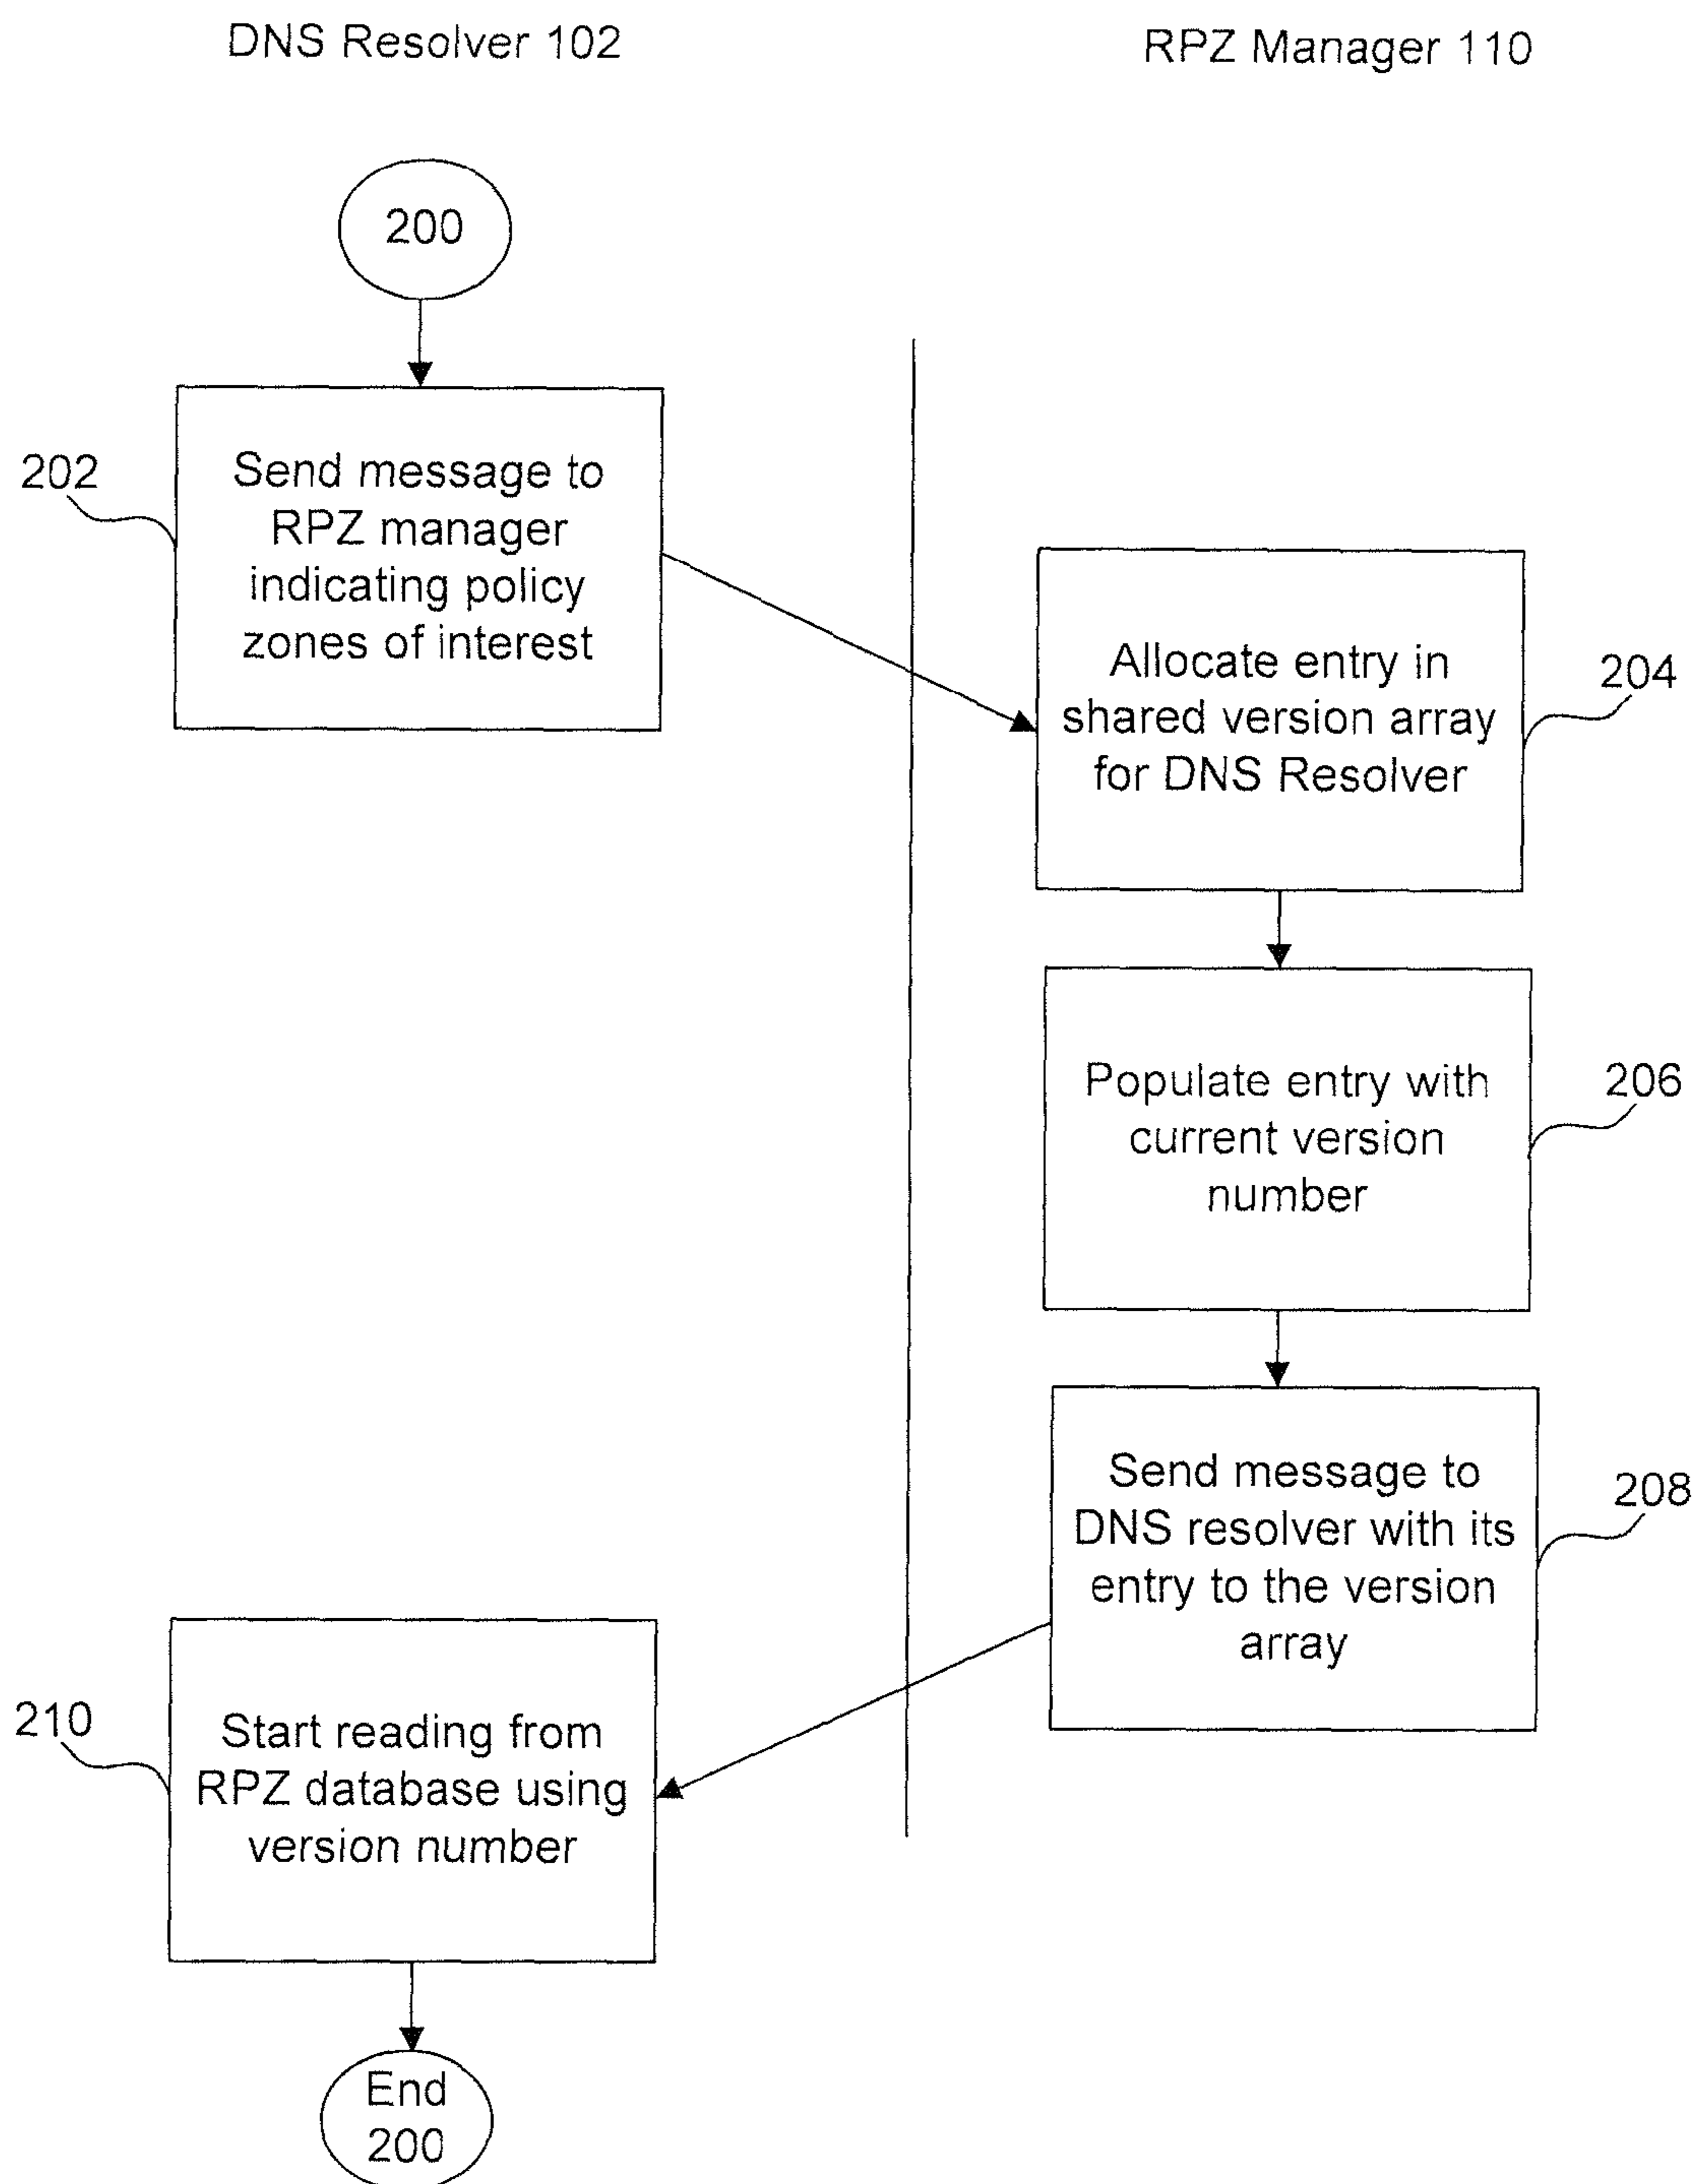 DNS Resolver 102
RPZ Manager 110
200
202
Send message to
RPZ manager
indicating policy
zones of interest
Allocate entry in
shared version array
for DNS Resolver
204
Populate entry with
current version
number
206
Send message to
DNS resolver with its
entry to the version
array
208
210
Start reading from
RPZ database using
version number
End
200